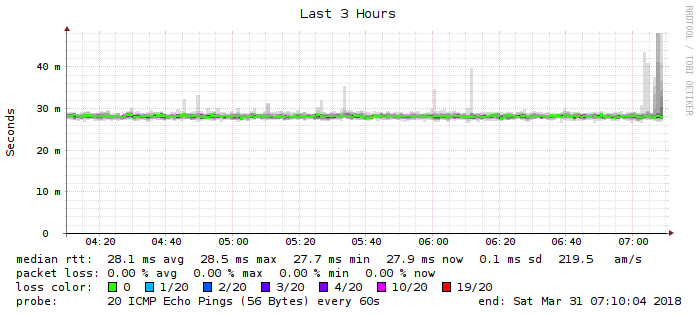 Last 3 Hours
RRDTOOL / TOBI OETIKER
Seconds
40 m
30 m
20 m
10 m
0
04:20 04:40 05:00 05:20 05:40 06:00 06:20 06:40 07:00
median rtt: 28.1 ms avg 28.5 ms max 27.7 ms min 27.9 ms now 0.1 ms sd 219.5 am/s
packet loss: 0.00 % avg 0.00 % max 0.00 % min 0.00 % now
loss color: 0 1/20 2/20 3/20 4/20 10/20 19/20
probe: 20 ICMP Echo Pings (56 Bytes) every 60s end: Sat Mar 31 07:10:04 2018